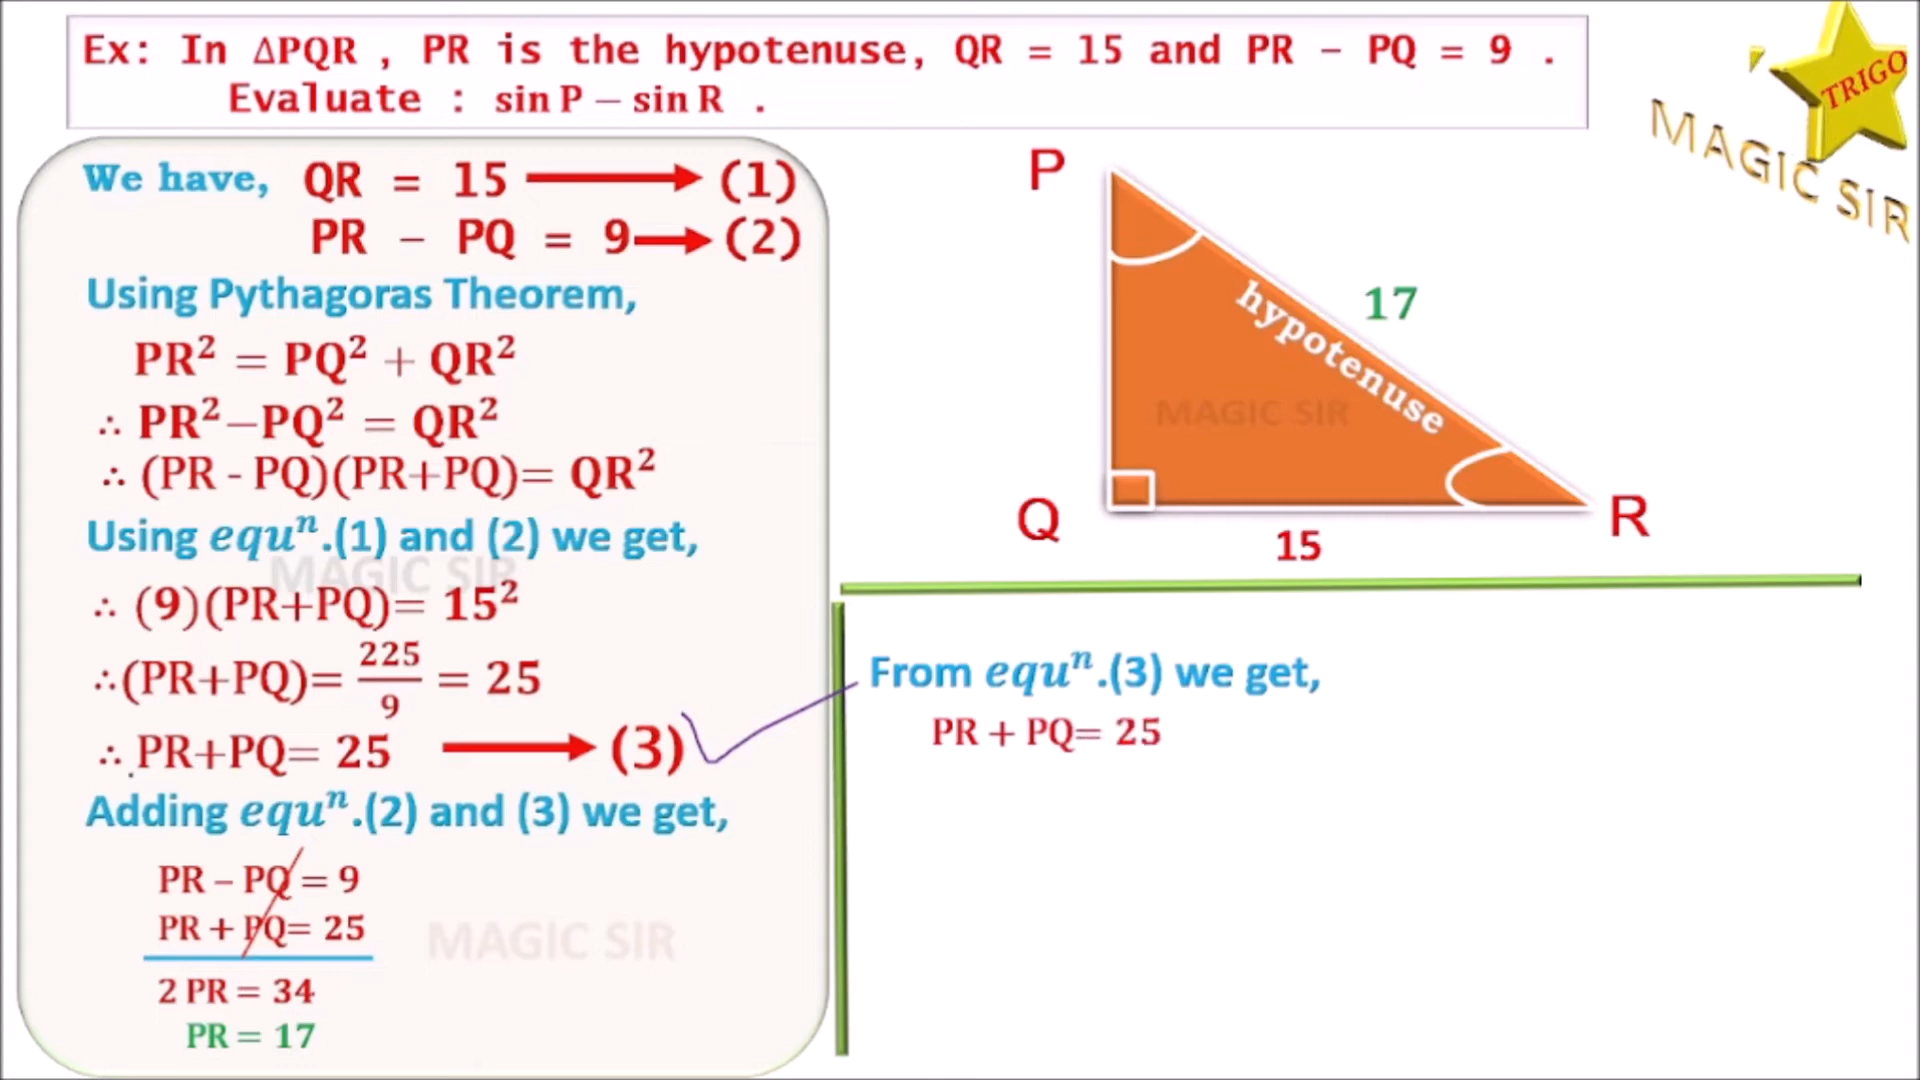 Ex: In ΔPQR , PR is the hypotenuse, QR = 15 and PR − PQ = 9 .
Evaluate : sin P − sin R .
TRIGO
MAGIC SIR
We have, QR = 15 (1)
PR − PQ = 9 (2)
Using Pythagoras Theorem,
PR² = PQ² + QR²
∴ PR²−PQ² = QR²
∴ (PR - PQ)(PR+PQ)= QR²
Using equⁿ.(1) and (2) we get,
MAGIC SIR
∴ (9)(PR+PQ)= 15²
∴(PR+PQ)= 225/9 = 25
∴ PR+PQ= 25 (3)
Adding equⁿ.(2) and (3) we get,
PR − PQ = 9
PR + PQ= 25
MAGIC SIR
2 PR = 34
PR = 17
P
17
hypotenuse
MAGIC SIR
Q
R
15
From equⁿ.(3) we get,
PR + PQ= 25